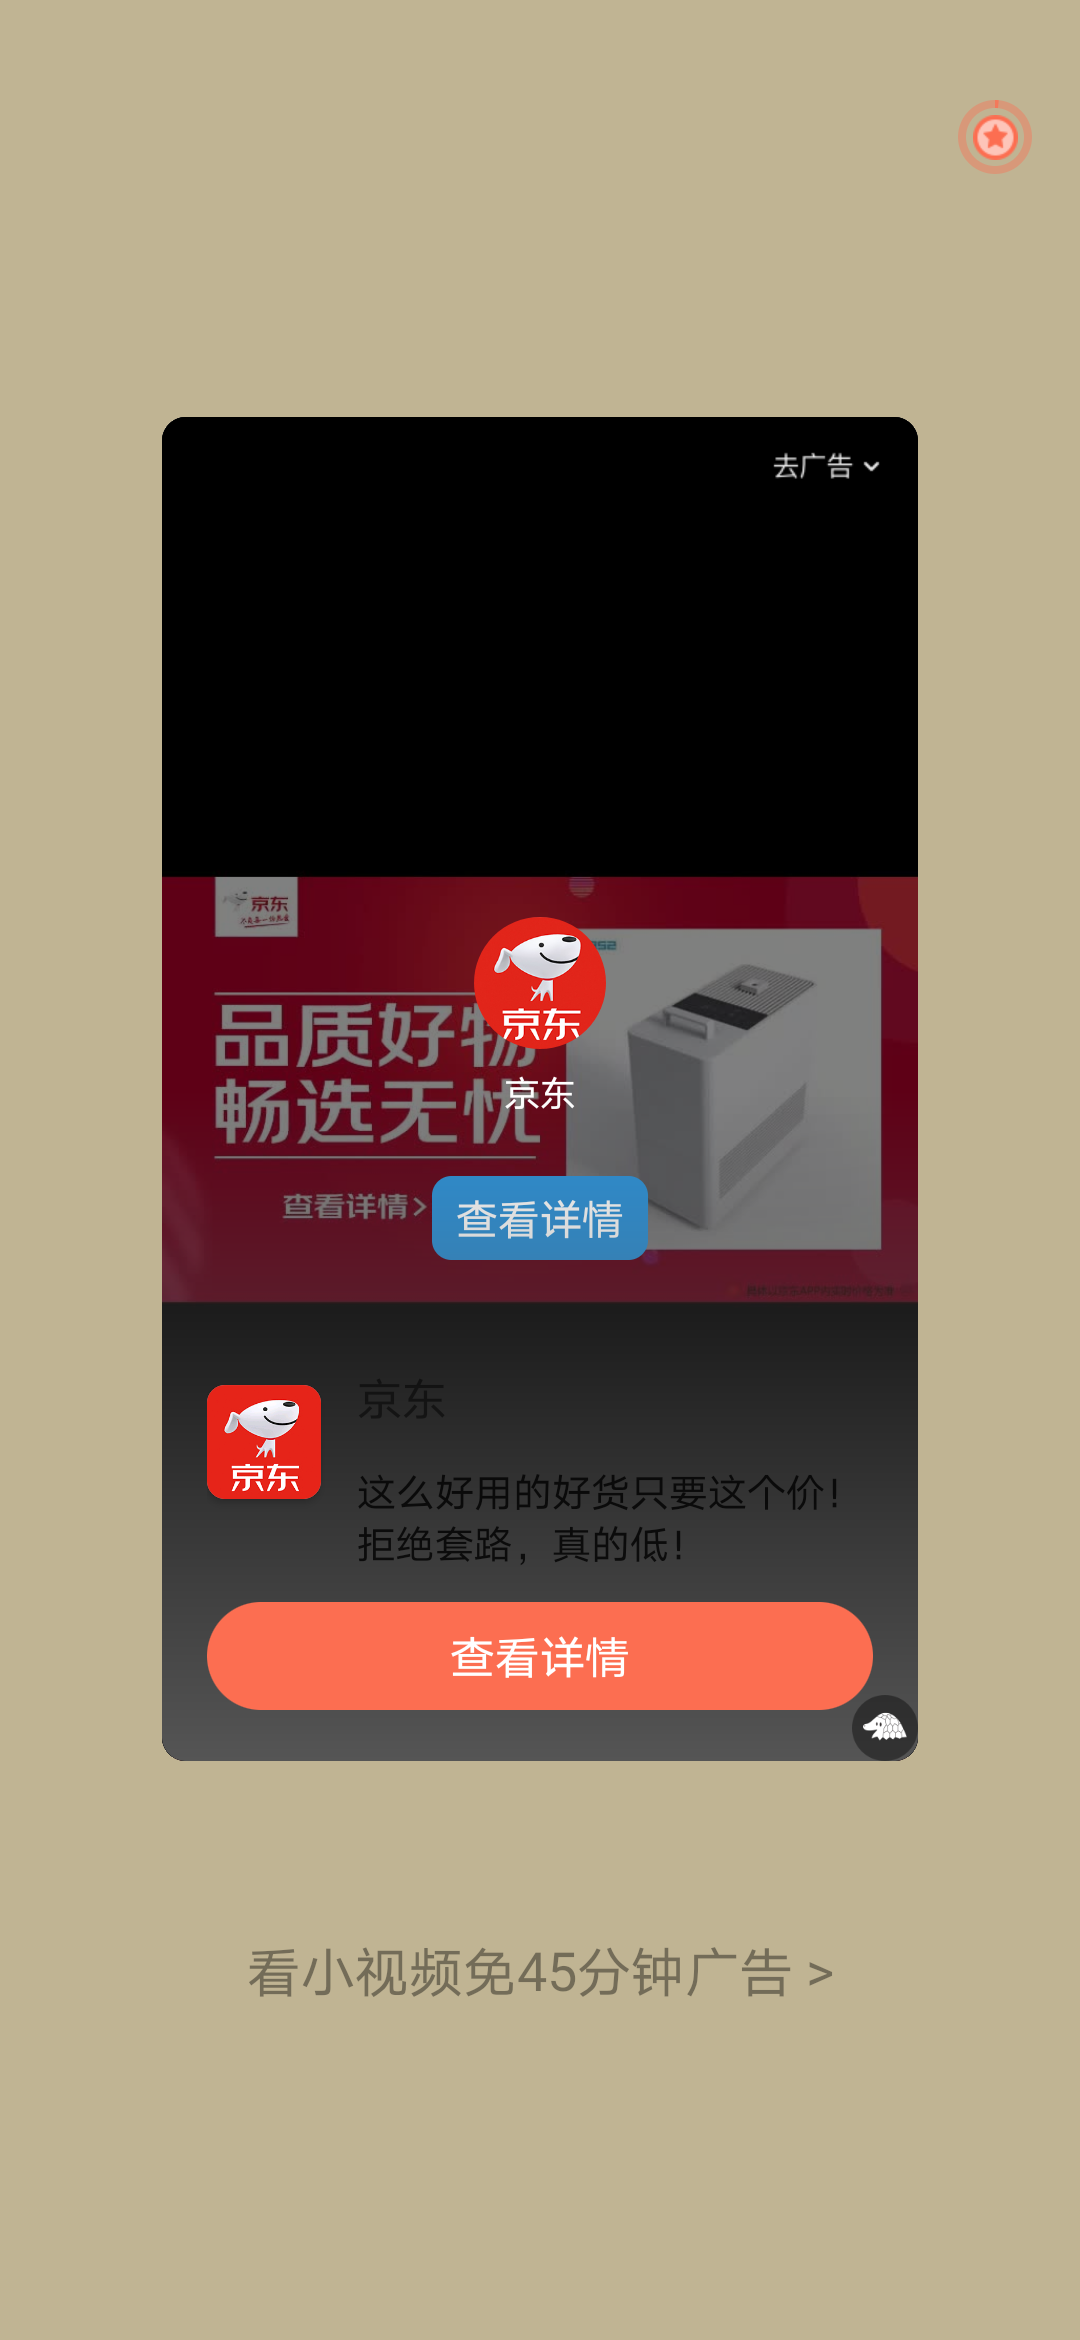 去广告
京东
京东
品质好物
畅选无忧
京东
查看详情>
查看详情
京东
京东
这么好用的好货只要这个价!
拒绝套路，真的低!
查看详情
看小视频免45分钟广告 >